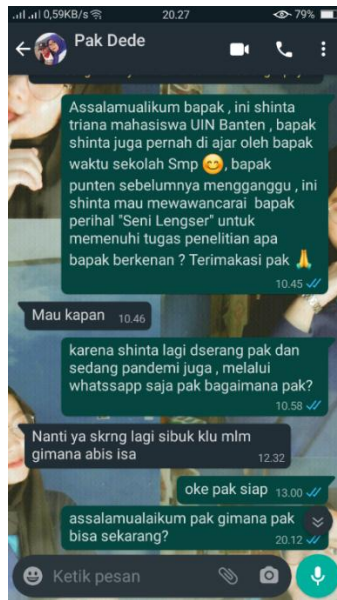 0,59KB/s
20.27
79%
Pak Dede
Assalamualikum bapak , ini shinta
triana mahasiswa UIN Banten , bapak
shinta juga pernah di ajar oleh bapak
waktu sekolah Smp 😊, bapak
punten sebelumnya mengganggu , ini
shinta mau mewawancarai bapak
perihal "Seni Lengser" untuk
memenuhi tugas penelitian apa
bapak berkenan ? Terimakasi pak 🙏
10.45
Mau kapan 10.46
karena shinta lagi dserang pak dan
sedang pandemi juga , melalui
whatssapp saja pak bagaimana pak?
10.58
Nanti ya skrng lagi sibuk klu mlm
gimana abis isa 12.32
oke pak siap 13.00
assalamualaikum pak gimana pak
bisa sekarang? 20.12
Ketik pesan